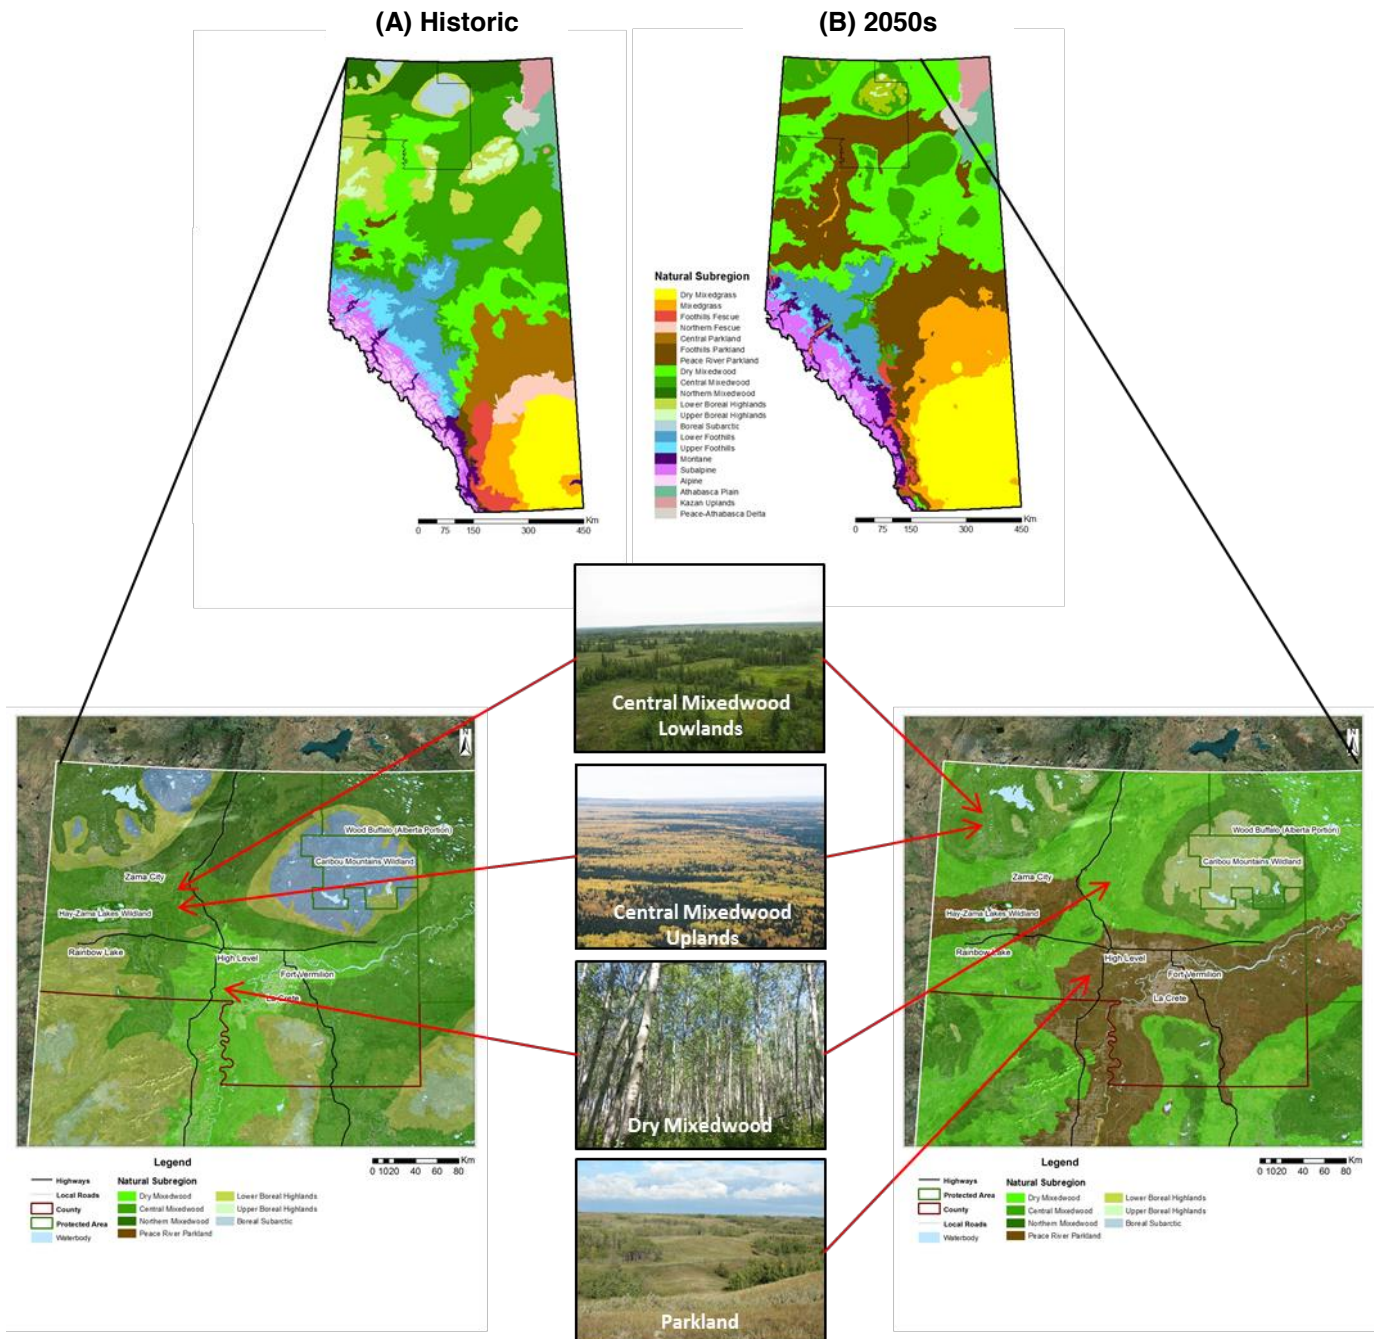 (A) Historic
(B) 2050s
Natural Subregion
Dry Mixedgrass
Mixedgrass
Foothills Fescue
Northern Fescue
Central Parkland
Foothills Parkland
Peace River Parkland
Dry Mixedwood
Central Mixedwood
Northern Mixedwood
Lower Boreal Highlands
Upper Boreal Highlands
Boreal Subarctic
Lower Foothills
Upper Foothills
Montane
Subalpine
Alpine
Athabasca Plain
Kazan Uplands
Peace-Athabasca Delta
Km
0 75 150 300 450
Km
0 75 150 300 450
Central Mixedwood
Lowlands
Central Mixedwood
Uplands
Dry Mixedwood
Parkland
N
Wood Buffalo (Alberta Portion)
Caribou Mountains Wildland
Zama City
Hay-Zama Lakes Wildland
Rainbow Lake
High Level
Fort Vermilion
La Crete
Legend
Km
0 10 20 40 60 80
Highways
Local Roads
County
Protected Area
Waterbody
Natural Subregion
Dry Mixedwood
Central Mixedwood
Northern Mixedwood
Peace River Parkland
Lower Boreal Highlands
Upper Boreal Highlands
Boreal Subarctic
N
Wood Buffalo (Alberta Portion)
Caribou Mountains Wildland
Zama City
Hay-Zama Lakes Wildland
Rainbow Lake
High Level
Fort Vermilion
La Crete
Legend
Km
0 10 20 40 60 80
Highways
Protected Area
County
Local Roads
Waterbody
Natural Subregion
Dry Mixedwood
Central Mixedwood
Northern Mixedwood
Peace River Parkland
Lower Boreal Highlands
Upper Boreal Highlands
Boreal Subarctic